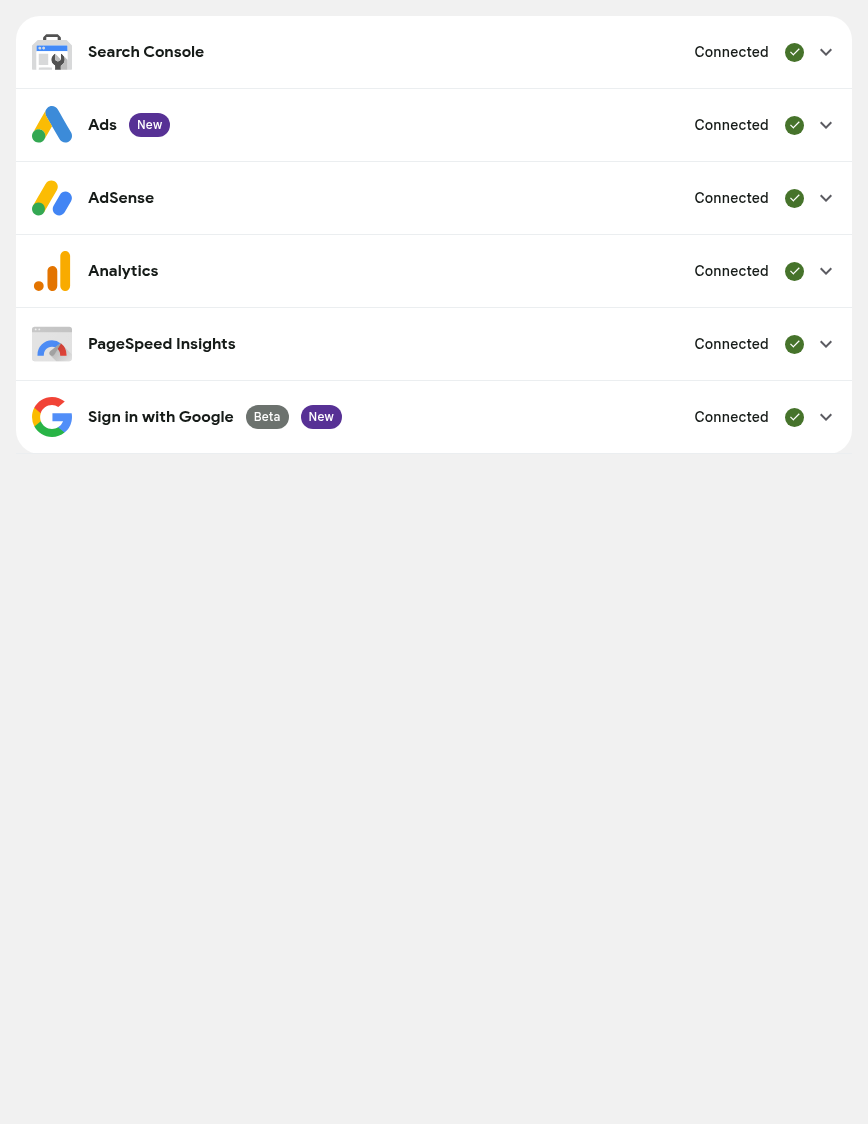 Search Console Connected
Ads New Connected
AdSense Connected
Analytics Connected
PageSpeed Insights Connected
Sign in with Google Beta New Connected